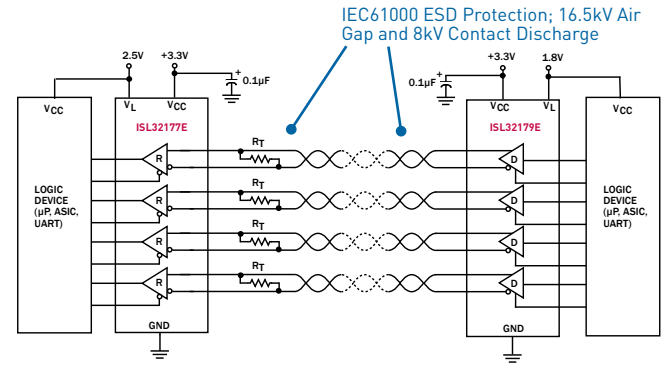 IEC61000 ESD Protection; 16.5kV Air
Gap and 8kV Contact Discharge
2.5V
+3.3V
+
0.1µF
+3.3V
1.8V
+
0.1µF
VCC
VL
VCC
VCC
VL
VCC
ISL32177E
ISL32179E
RT
R
D
RT
R
D
RT
R
D
RT
R
D
LOGIC
DEVICE
(µP, ASIC,
UART)
LOGIC
DEVICE
(µP, ASIC,
UART)
GND
GND